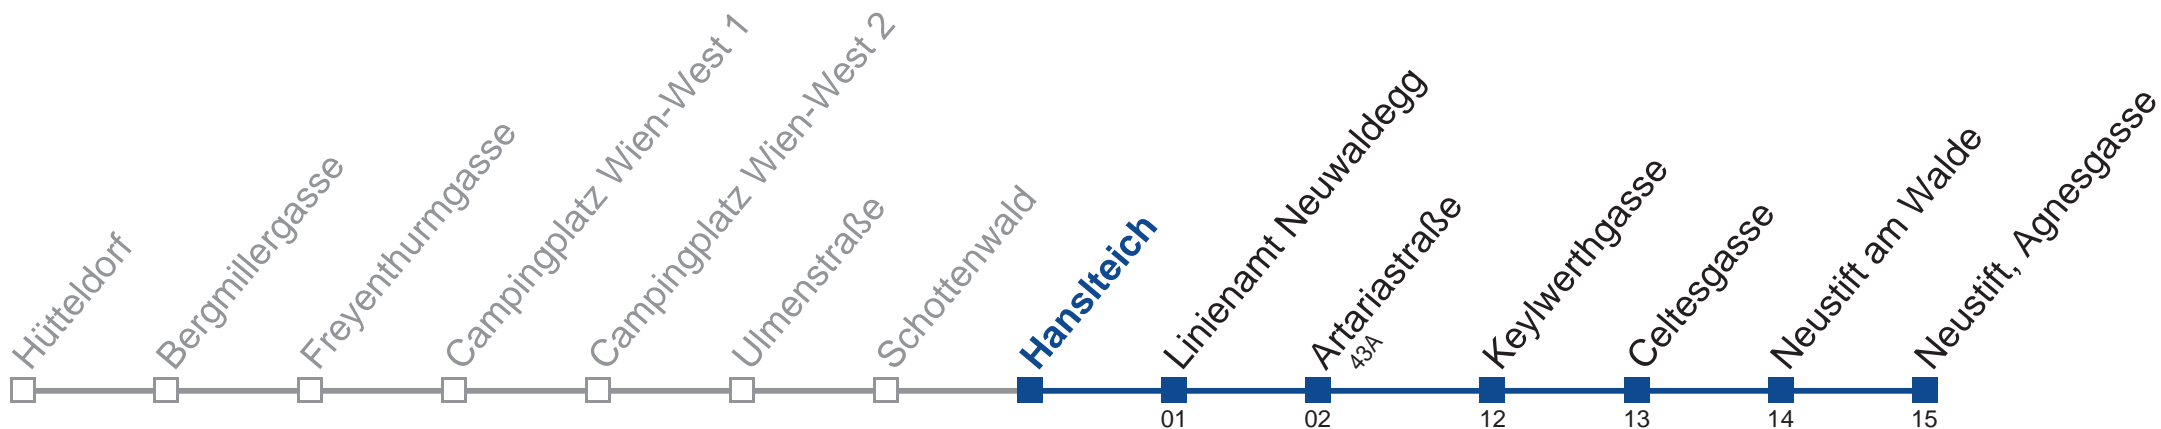 Hütteldorf
Bergmillergasse
Freyenthurmgasse
Campingplatz Wien-West 1
Campingplatz Wien-West 2
Ulmenstraße
Schottenwald
Hanslteich
Linienamt Neuwaldegg
Artariastraße
43A
Keylwerthgasse
Celtesgasse
Neustift am Walde
Neustift, Agnesgasse
01
02
12
13
14
15